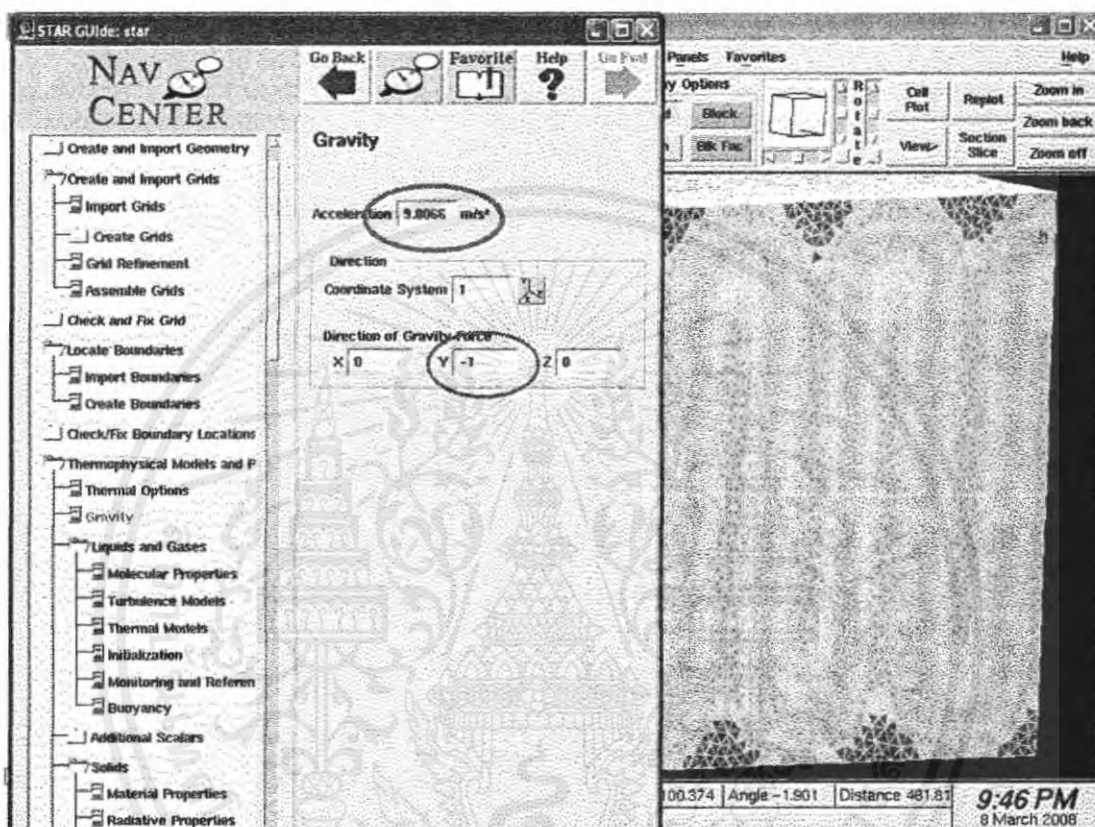 STAR GUIde: star
NAV CENTER
Create and Import Geometry
Create and Import Grids
Import Grids
Create Grids
Grid Refinement
Assemble Grids
Check and Fix Grid
Locate Boundaries
Import Boundaries
Create Boundaries
Check/Fix Boundary Locations
Thermophysical Models and P
Thermal Options
Gravity
Liquids and Gases
Molecular Properties
Turbulence Models
Thermal Models
Initialization
Monitoring and Referen
Buoyancy
Additional Scalars
Solids
Material Properties
Radiative Properties
Go Back
Favorite
Help
Gravity
Acceleration 9.8066 m/s²
Direction
Coordinate System 1
Direction of Gravity Force
X 0 Y -1 Z 0
Panels Favorites Help
y Options
Block
Blk Fac
Rotate
Cell Plot
Replot
Zoom in
Zoom back
View>
Section Slice
Zoom off
100.374 Angle -1.901 Distance 481.81
9:46 PM
8 March 2008